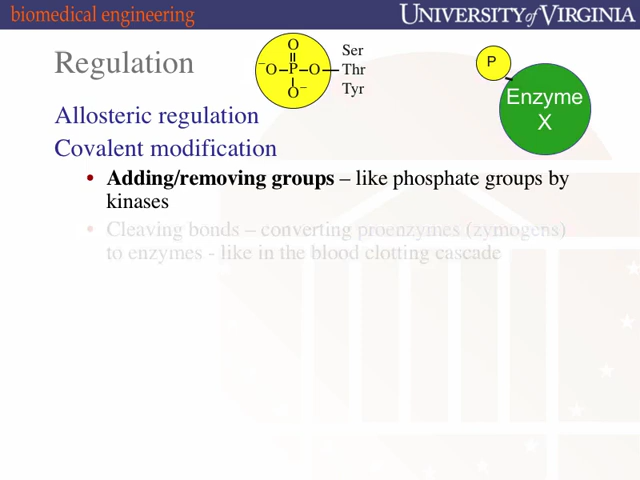 biomedical engineering
UNIVERSITY of VIRGINIA
Regulation
O
⁻O P O
O⁻
Ser
Thr
Tyr
P
Enzyme
X
Allosteric regulation
Covalent modification
• Adding/removing groups – like phosphate groups by
kinases
• Cleaving bonds – converting proenzymes (zymogens)
to enzymes - like in the blood clotting cascade